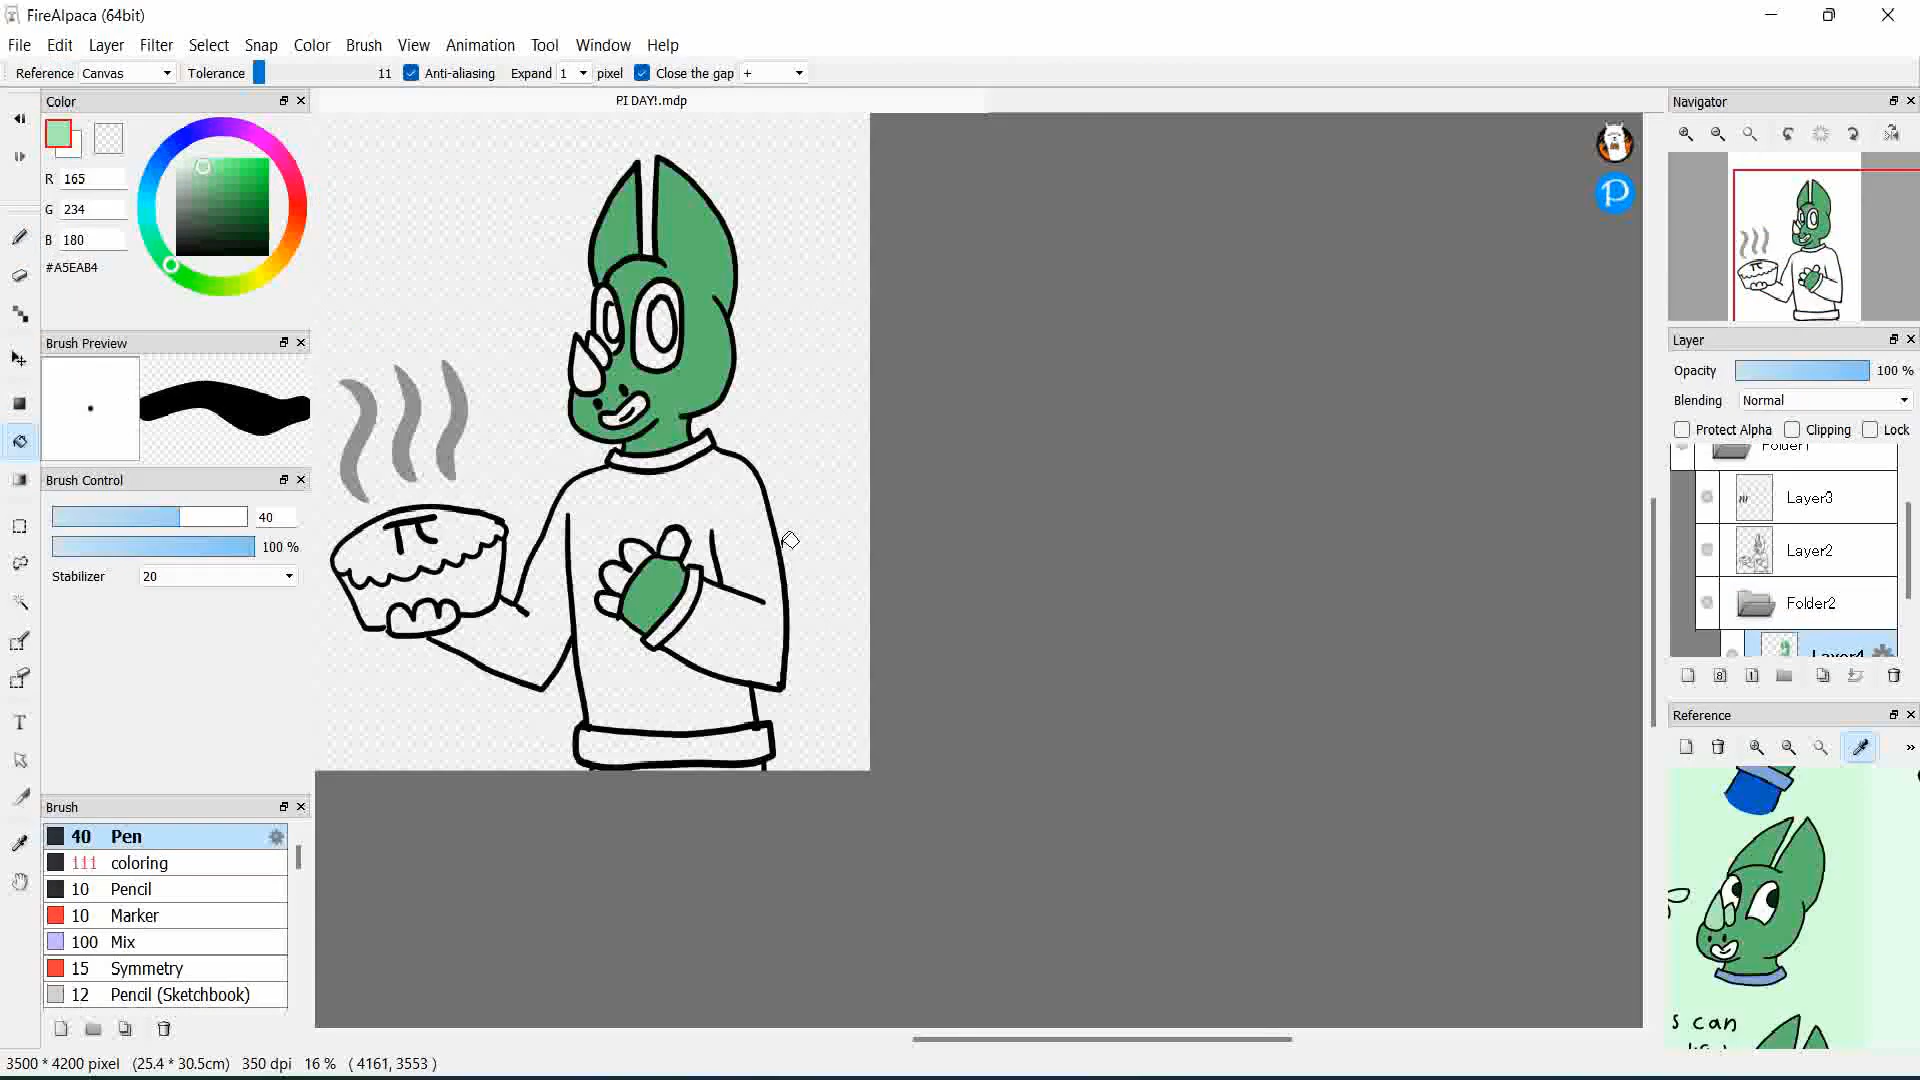 FireAlpaca (64bit)
File Edit Layer Filter Select Snap Color Brush View Animation Tool Window Help
Reference Canvas Tolerance 11 Anti-aliasing Expand 1 pixel Close the gap +
Color
PI DAY!.mdp
Navigator
R 165
G 234
B 180
#A5EAB4
Brush Preview
Layer
Opacity 100 %
Blending Normal
Protect Alpha Clipping Lock
Folder1
Layer3
Layer2
Folder2
Layer4
Brush Control
40
100 %
Stabilizer 20
π
P
Reference
Brush
40 Pen
111 coloring
10 Pencil
10 Marker
100 Mix
15 Symmetry
12 Pencil (Sketchbook)
s can
3500 * 4200 pixel (25.4 * 30.5cm) 350 dpi 16 % ( 4161, 3553 )